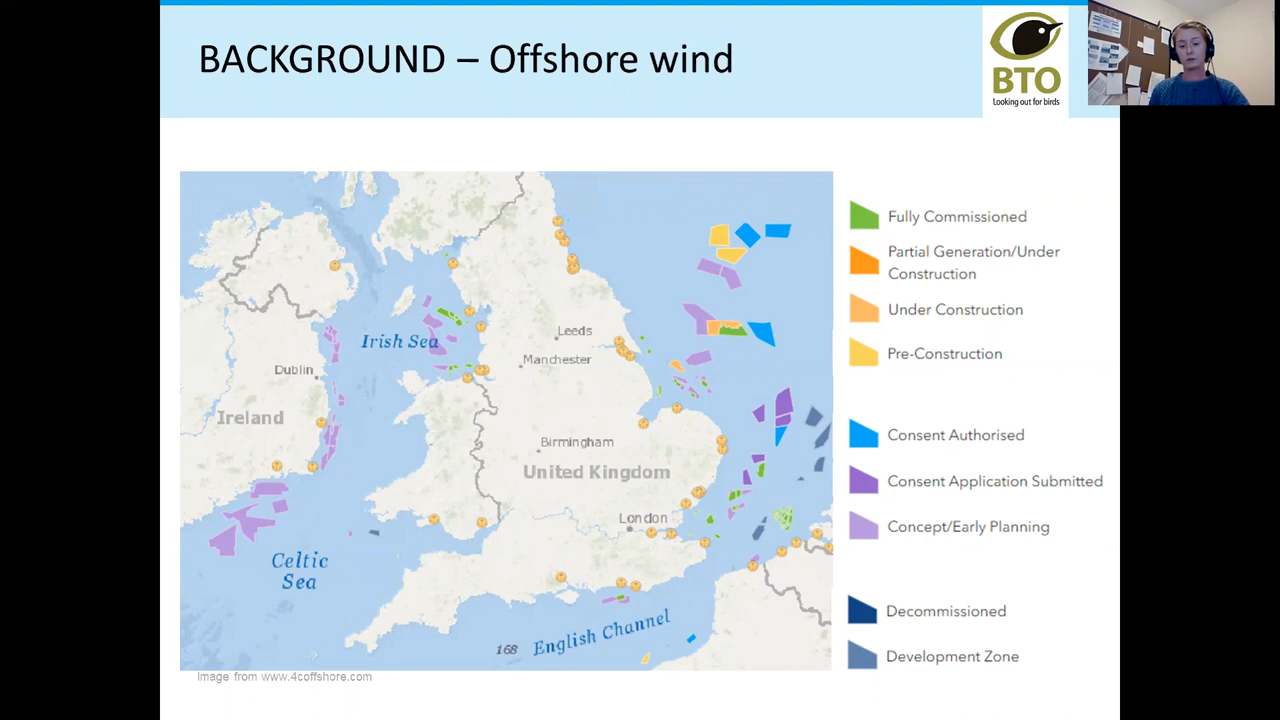 BACKGROUND – Offshore wind
BTO
Looking out for birds
Leeds
Irish Sea
Manchester
Dublin
Ireland
Birmingham
United Kingdom
London
Celtic
Sea
English Channel
168
Image from www.4coffshore.com
Fully Commissioned
Partial Generation/Under
Construction
Under Construction
Pre-Construction
Consent Authorised
Consent Application Submitted
Concept/Early Planning
Decommissioned
Development Zone